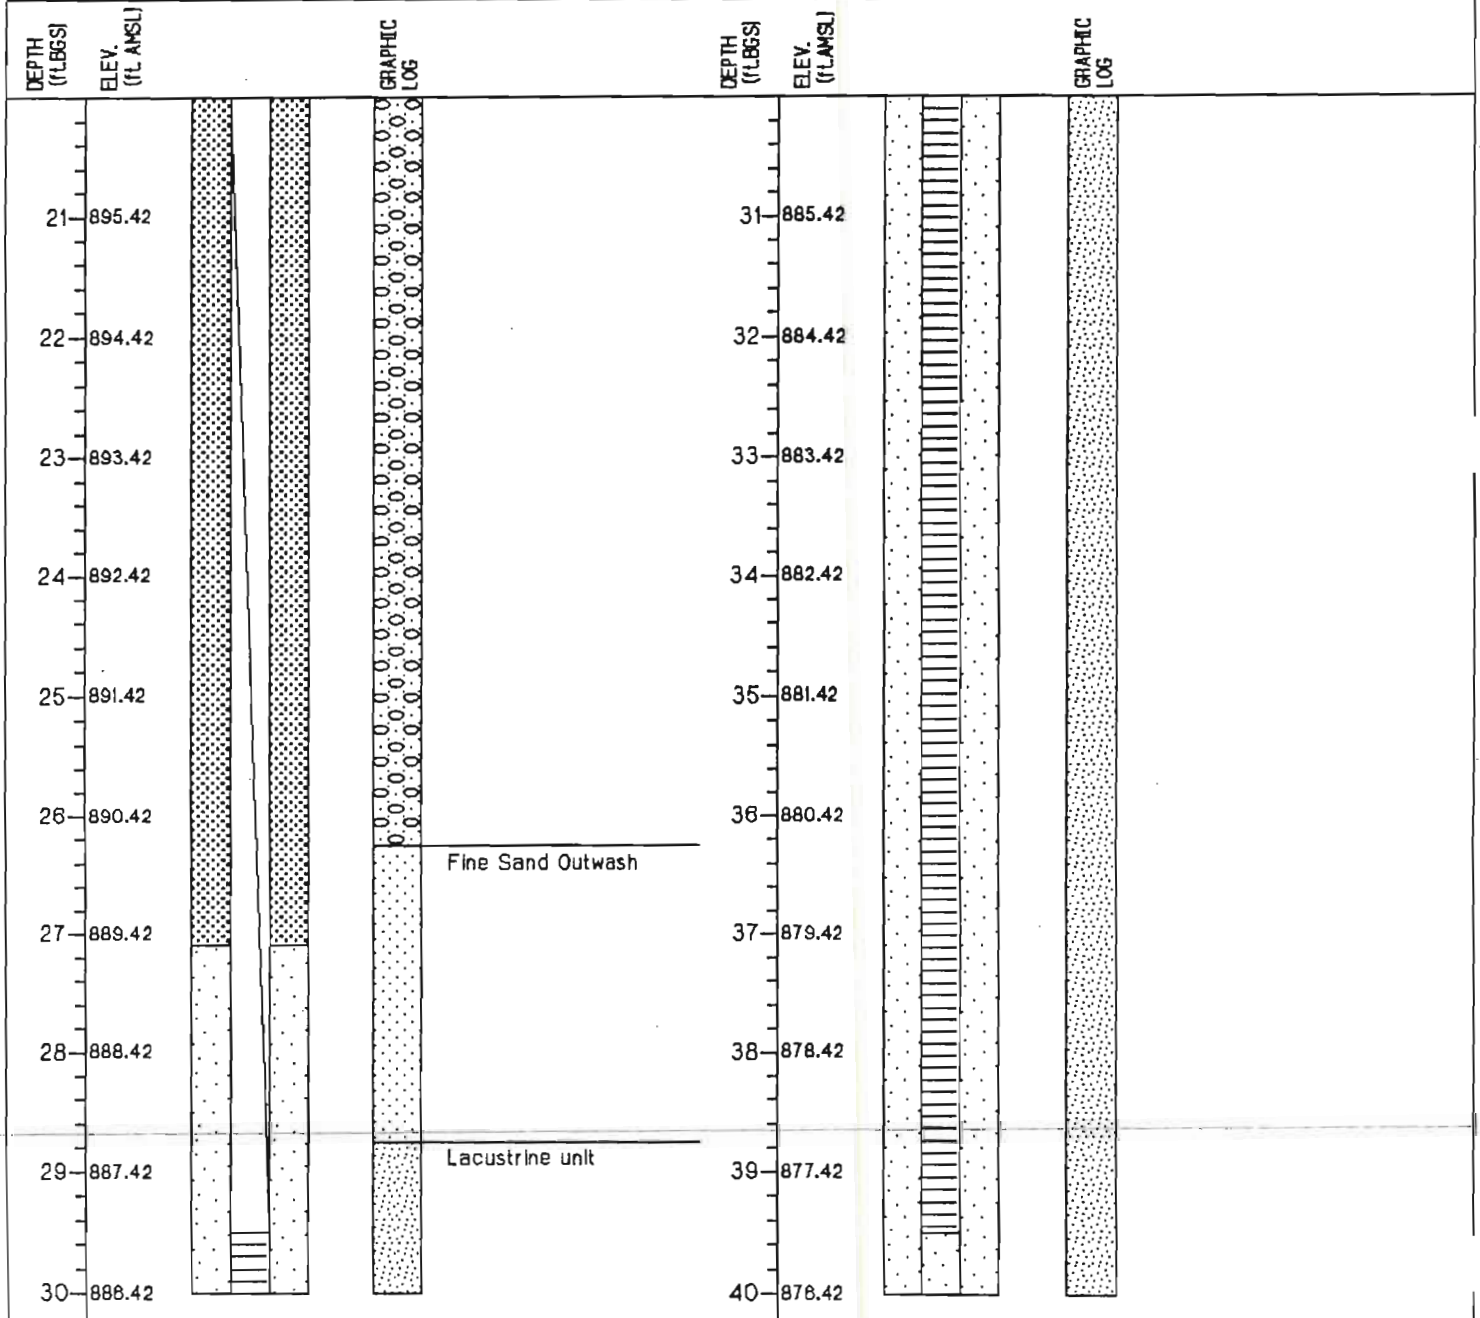 DEPTH
(ft.BGS)
ELEV.
(ft. AMSL)
GRAPHIC
LOG
21 895.42
22 894.42
23 893.42
24 892.42
25 891.42
26 890.42
Fine Sand Outwash
27 889.42
28 888.42
Lacustrine unit
29 887.42
30 886.42
DEPTH
(ft.BGS)
ELEV.
(ft.AMSL)
GRAPHIC
LOG
31 885.42
32 884.42
33 883.42
34 882.42
35 881.42
36 880.42
37 879.42
38 878.42
39 877.42
40 876.42